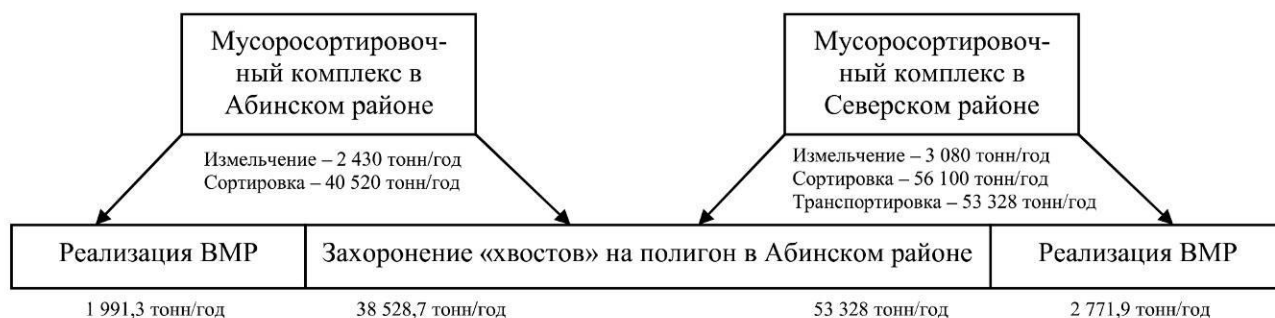 Мусоросортировоч-
ный комплекс в
Абинском районе
Мусоросортировоч-
ный комплекс в
Северском районе
Измельчение – 2 430 тонн/год
Сортировка – 40 520 тонн/год
Измельчение – 3 080 тонн/год
Сортировка – 56 100 тонн/год
Транспортировка – 53 328 тонн/год
Реализация ВМР
Захоронение «хвостов» на полигон в Абинском районе
Реализация ВМР
1 991,3 тонн/год
38 528,7 тонн/год
53 328 тонн/год
2 771,9 тонн/год